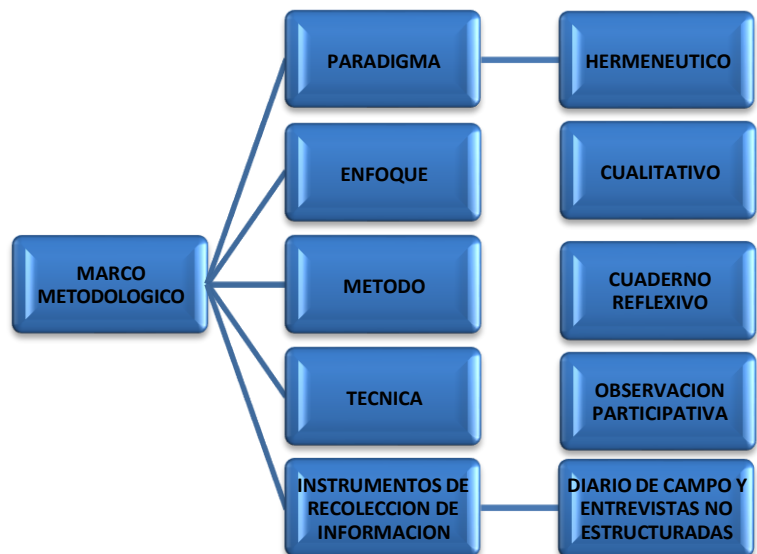 PARADIGMA
HERMENEUTICO
ENFOQUE
CUALITATIVO
MARCO
METODOLOGICO
METODO
CUADERNO
REFLEXIVO
TECNICA
OBSERVACION
PARTICIPATIVA
INSTRUMENTOS DE
RECOLECCION DE
INFORMACION
DIARIO DE CAMPO Y
ENTREVISTAS NO
ESTRUCTURADAS